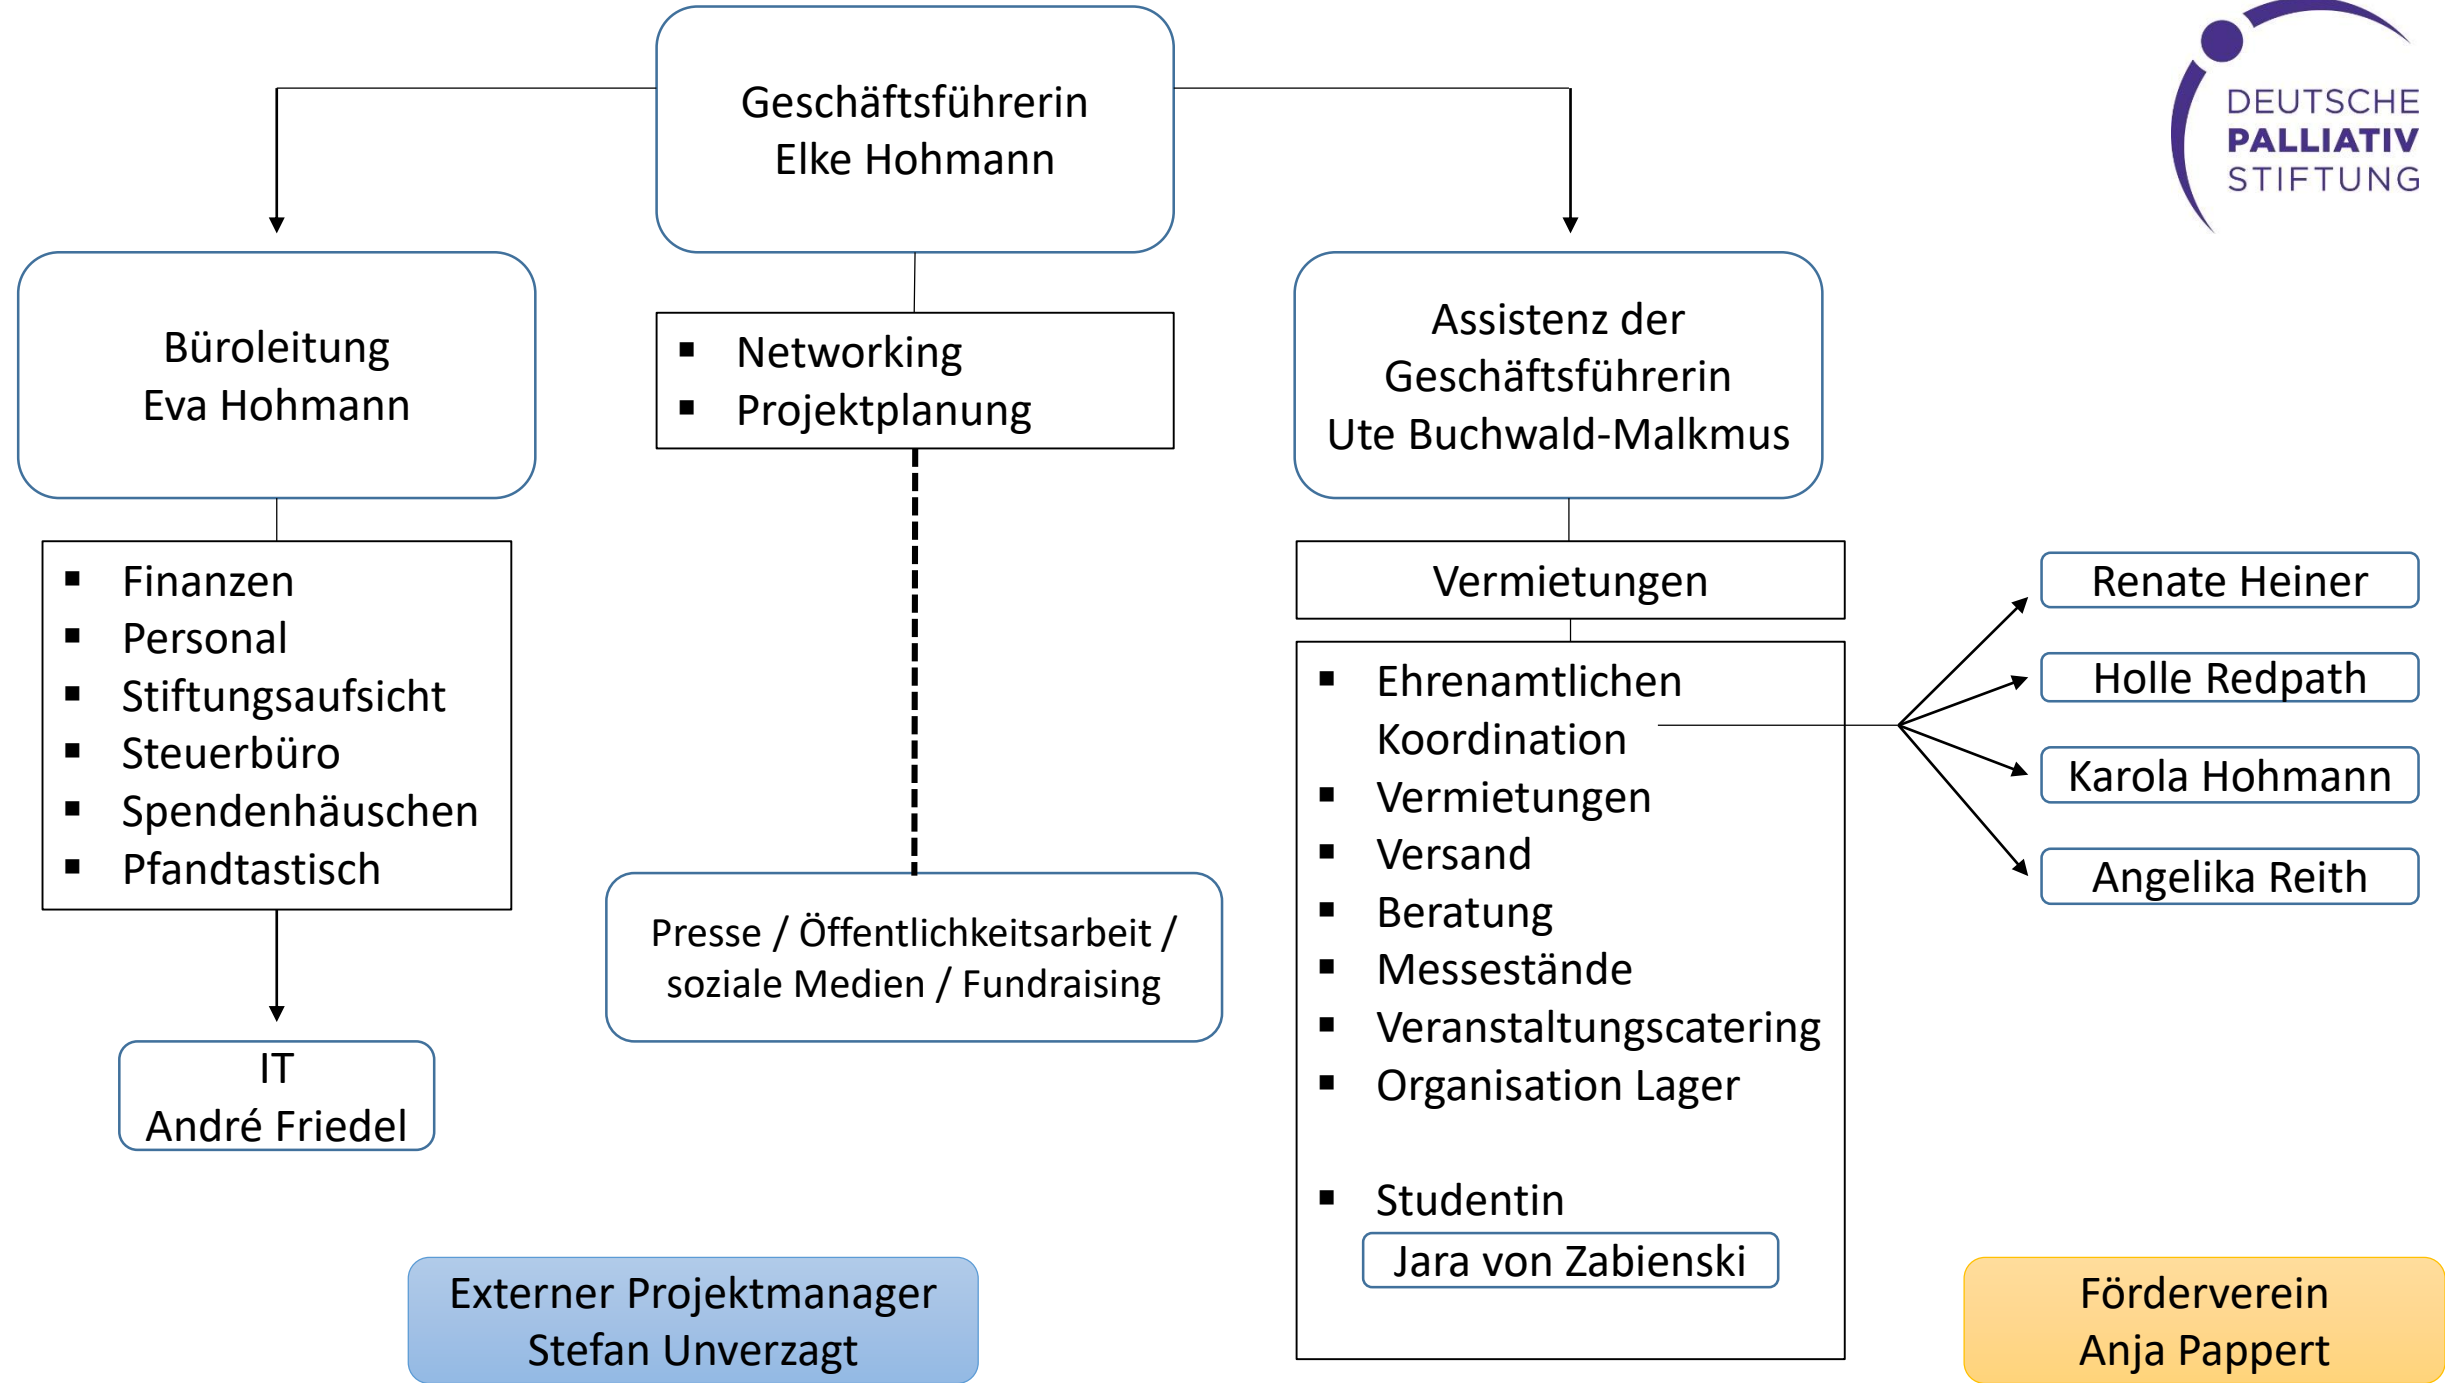 Geschäftsführerin
Elke Hohmann
DEUTSCHE
PALLIATIV
STIFTUNG
Büroleitung
Eva Hohmann
▪ Networking
▪ Projektplanung
Assistenz der
Geschäftsführerin
Ute Buchwald-Malkmus
▪ Finanzen
▪ Personal
▪ Stiftungsaufsicht
▪ Steuerbüro
▪ Spendenhäuschen
▪ Pfandtastisch
IT
André Friedel
Presse / Öffentlichkeitsarbeit /
soziale Medien / Fundraising
Vermietungen
▪ Ehrenamtlichen
Koordination
▪ Vermietungen
▪ Versand
▪ Beratung
▪ Messestände
▪ Veranstaltungscatering
▪ Organisation Lager
▪ Studentin
Jara von Zabienski
Renate Heiner
Holle Redpath
Karola Hohmann
Angelika Reith
Externer Projektmanager
Stefan Unverzagt
Förderverein
Anja Pappert